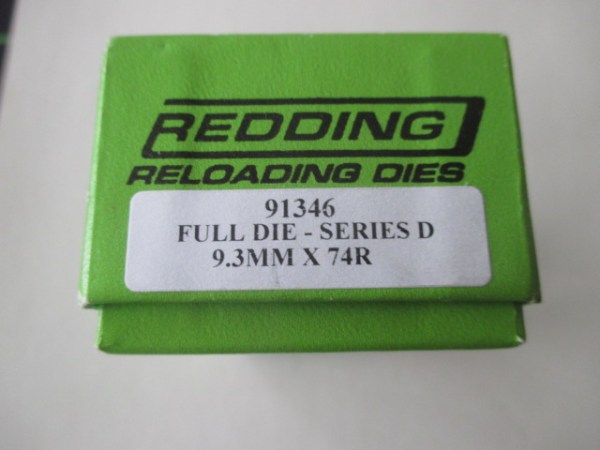 REDDING
RELOADING DIES
91346
FULL DIE - SERIES D
9.3MM X 74R